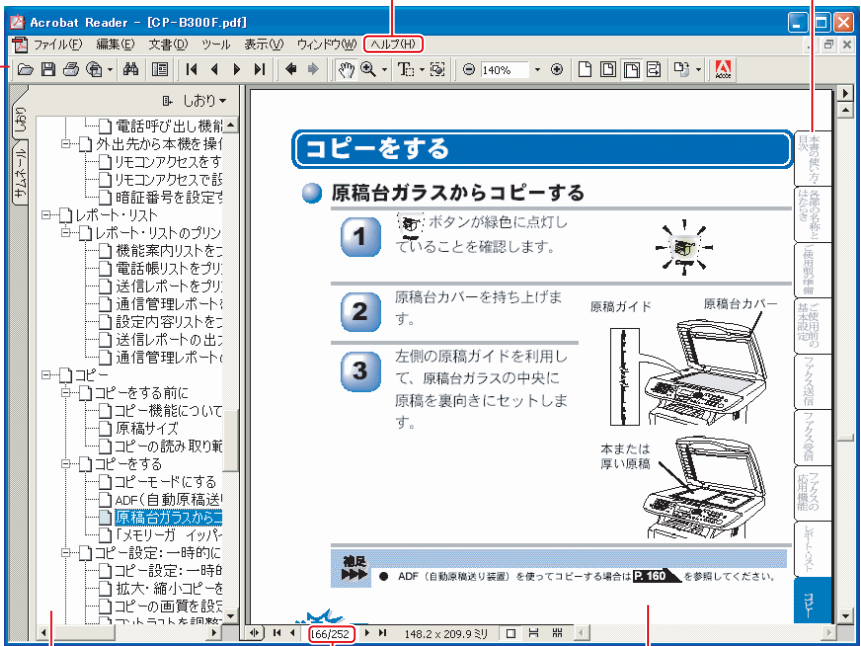 Acrobat Reader - [CP-B300F.pdf]
ファイル(F) 編集(E) 文書(D) ツール 表示(V) ウィンドウ(W) ヘルプ(H)
140%
Adobe
しおり
サムネール
しおり
電話呼び出し機能
外出先から本機を操作
リモコンアクセスをす
リモコンアクセスで設
暗証番号を設定す
レポート・リスト
レポート・リストのプリン
機能案内リストをプ
電話帳リストをプリ
送信レポートをプリ
通信管理レポート
設定内容リストをプ
送信レポートの出力
通信管理レポートの
コピー
コピーをする前に
コピー機能について
原稿サイズ
コピーの読み取り範
コピーをする
コピーモードにする
ADF(自動原稿送り
原稿台ガラスからコ
「メモリーガ イッパイ
コピー設定:一時的に
コピー設定:一時的
拡大・縮小コピーを
コピーの画質を設定
コントラストを調整
コピーをする
原稿台ガラスからコピーする
1
ボタンが緑色に点灯し
ていることを確認します。
2
原稿台カバーを持ち上げま
す。
3
左側の原稿ガイドを利用し
て、原稿台ガラスの中央に
原稿を裏向きにセットしま
す。
原稿ガイド
原稿台カバー
本または
厚い原稿
補足
● ADF(自動原稿送り装置)を使ってコピーする場合はP.160を参照してください。
本書の使い方・目次
各部の名称とはたらき
ご使用前の準備
ご使用前の基本設定
ファクス送信
ファクス受信
ファクスの応用機能
レポート・リスト
コピー
166/252
148.2 x 209.9 ミリ